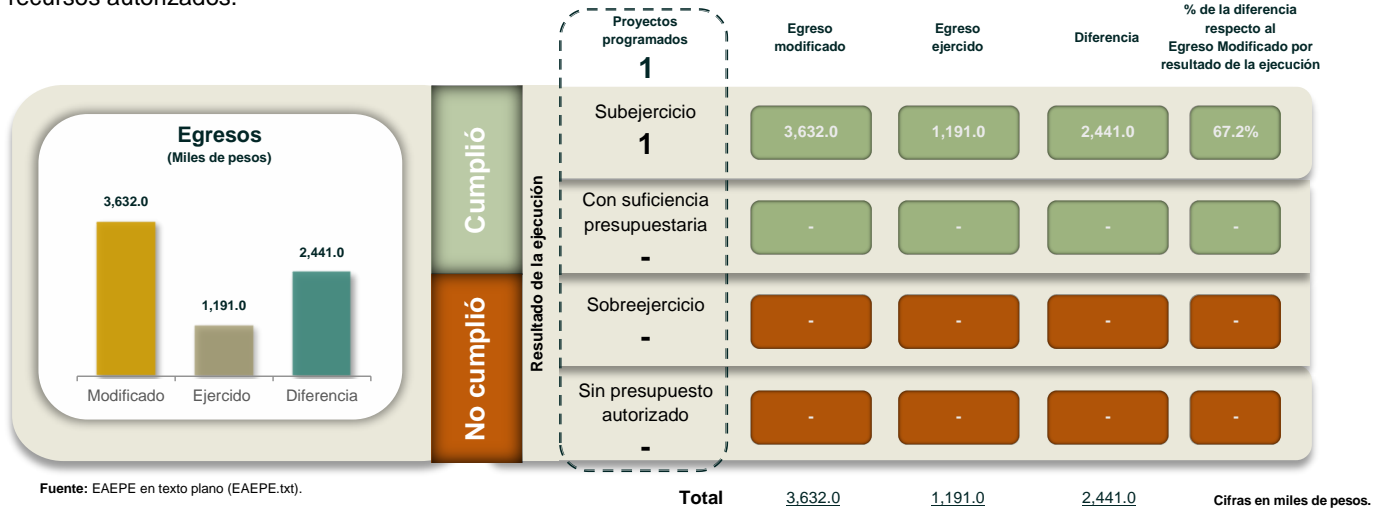 recursos autorizados.
Proyectos
programados
1
Egreso
modificado
Egreso
ejercido
Diferencia
% de la diferencia
respecto al
Egreso Modificado por
resultado de la ejecución
Egresos
(Miles de pesos)
3,632.0
1,191.0
2,441.0
Modificado
Ejercido
Diferencia
Cumplió
No cumplió
Resultado de la ejecución
Subejercicio
1
3,632.0
1,191.0
2,441.0
67.2%
Con suficiencia
presupuestaria
-
-
-
-
-
Sobreejercicio
-
-
-
-
-
Sin presupuesto
autorizado
-
-
-
-
-
Fuente: EAEPE en texto plano (EAEPE.txt).
Total
3,632.0
1,191.0
2,441.0
Cifras en miles de pesos.